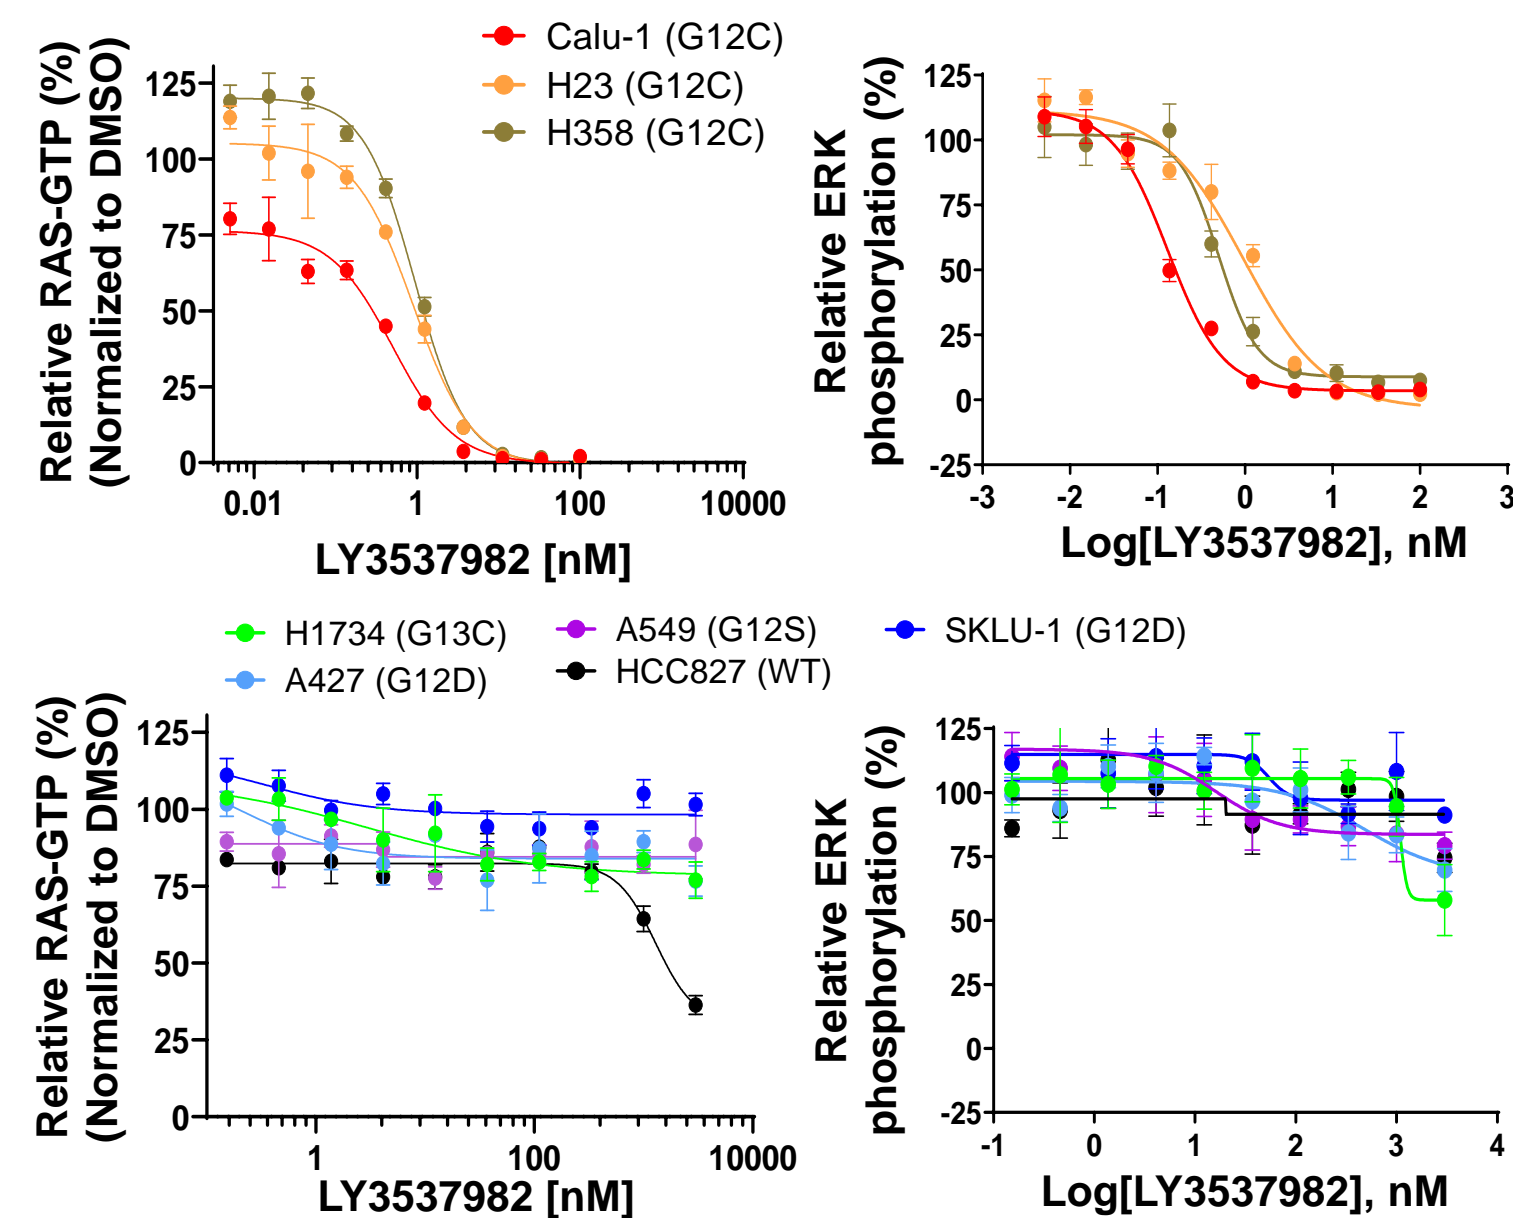 Calu-1 (G12C)
H23 (G12C)
H358 (G12C)
Relative RAS-GTP (%)
(Normalized to DMSO)
125
100
75
50
25
0
0.01 1 100 10000
LY3537982 [nM]
Relative ERK
phosphorylation (%)
125
100
75
50
25
0
-25
-3 -2 -1 0 1 2 3
Log[LY3537982], nM
H1734 (G13C) A549 (G12S) SKLU-1 (G12D)
A427 (G12D) HCC827 (WT)
Relative RAS-GTP (%)
(Normalized to DMSO)
125
100
75
50
25
0
1 100 10000
LY3537982 [nM]
Relative ERK
phosphorylation (%)
125
100
75
50
25
0
-25
-1 0 1 2 3 4
Log[LY3537982], nM